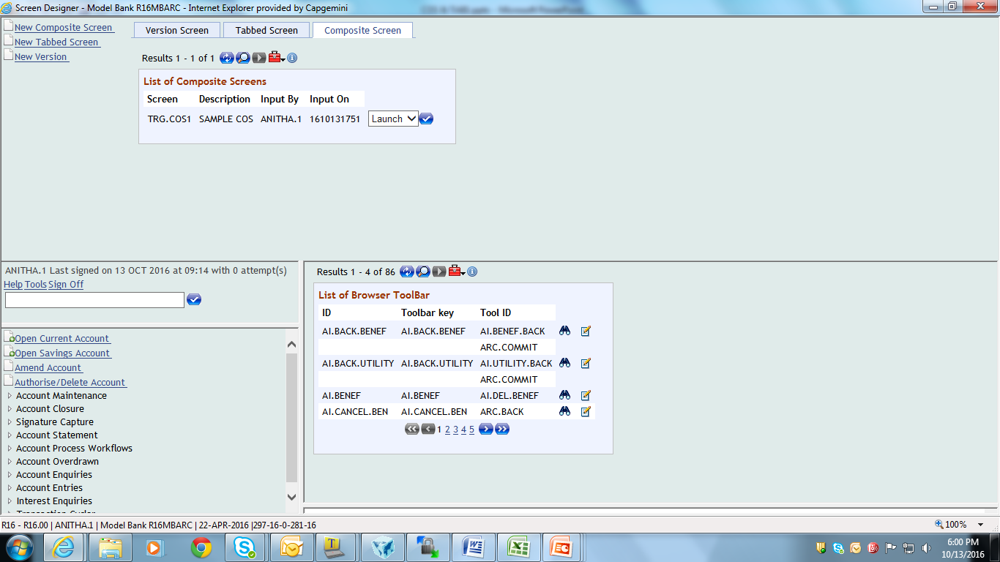 Screen Designer - Model Bank R16MBARC - Internet Explorer provided by Capgemini
New Composite Screen
New Tabbed Screen
New Version
Version Screen Tabbed Screen Composite Screen
Results 1 - 1 of 1
List of Composite Screens
Screen Description Input By Input On
TRG.COS1 SAMPLE COS ANITHA.1 1610131751 Launch
ANITHA.1 Last signed on 13 OCT 2016 at 09:14 with 0 attempt(s)
Help Tools Sign Off
Open Current Account
Open Savings Account
Amend Account
Authorise/Delete Account
Account Maintenance
Account Closure
Signature Capture
Account Statement
Account Process Workflows
Account Overdrawn
Account Enquiries
Account Entries
Interest Enquiries
Results 1 - 4 of 86
List of Browser ToolBar
ID Toolbar key Tool ID
AI.BACK.BENEF AI.BACK.BENEF AI.BENEF.BACK
ARC.COMMIT
AI.BACK.UTILITY AI.BACK.UTILITY AI.UTILITY.BACK
ARC.COMMIT
AI.BENEF AI.BENEF AI.DEL.BENEF
AI.CANCEL.BEN AI.CANCEL.BEN ARC.BACK
1 2 3 4 5
R16 - R16.00 | ANITHA.1 | Model Bank R16MBARC | 22-APR-2016 |297-16-0-281-16
100%
6:00 PM
10/13/2016